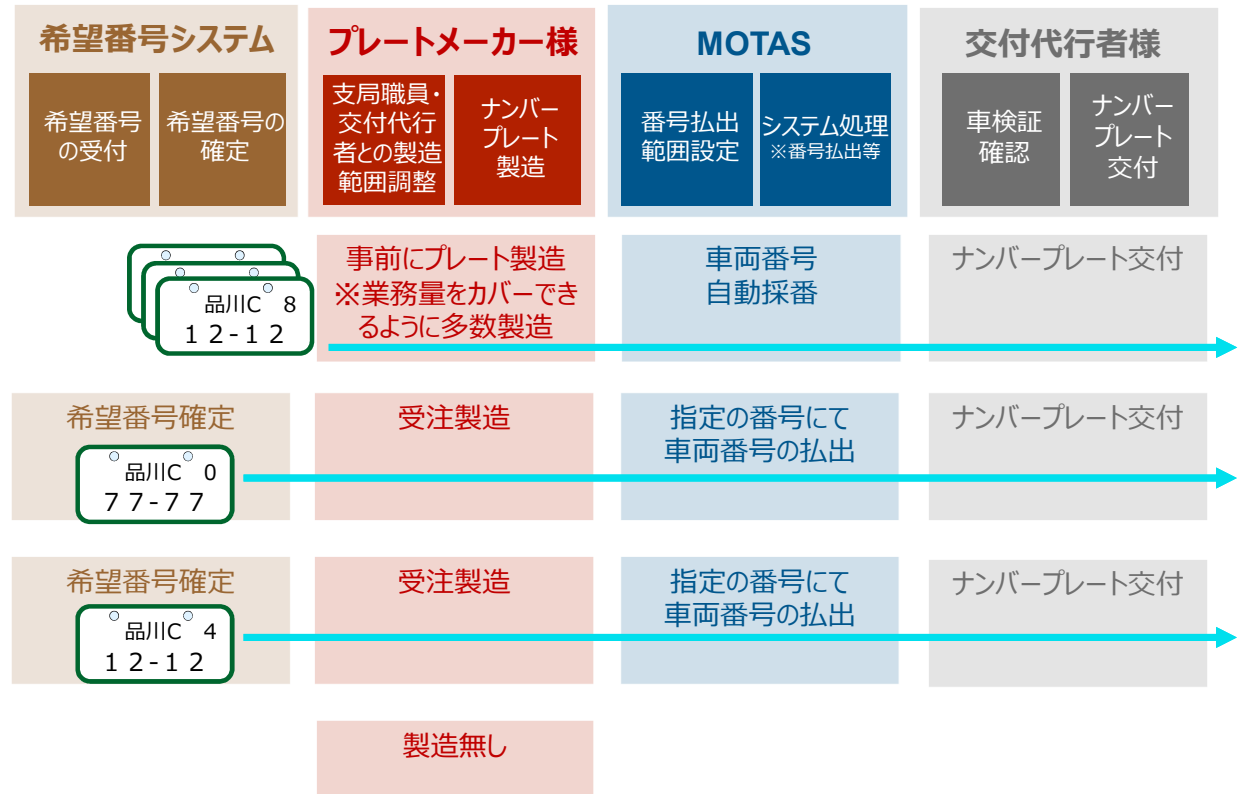 希望番号システム
希望番号
の受付
希望番号の
確定
プレートメーカー様
支局職員・
交付代行
者との製造
範囲調整
ナンバー
プレート
製造
MOTAS
番号払出
範囲設定
システム処理
※番号払出等
交付代行者様
車検証
確認
ナンバー
プレート
交付
品川C 8
12-12
事前にプレート製造
※業務量をカバーでき
るように多数製造
車両番号
自動採番
ナンバープレート交付
希望番号確定
品川C 0
77-77
受注製造
指定の番号にて
車両番号の払出
ナンバープレート交付
希望番号確定
品川C 4
12-12
受注製造
指定の番号にて
車両番号の払出
ナンバープレート交付
製造無し